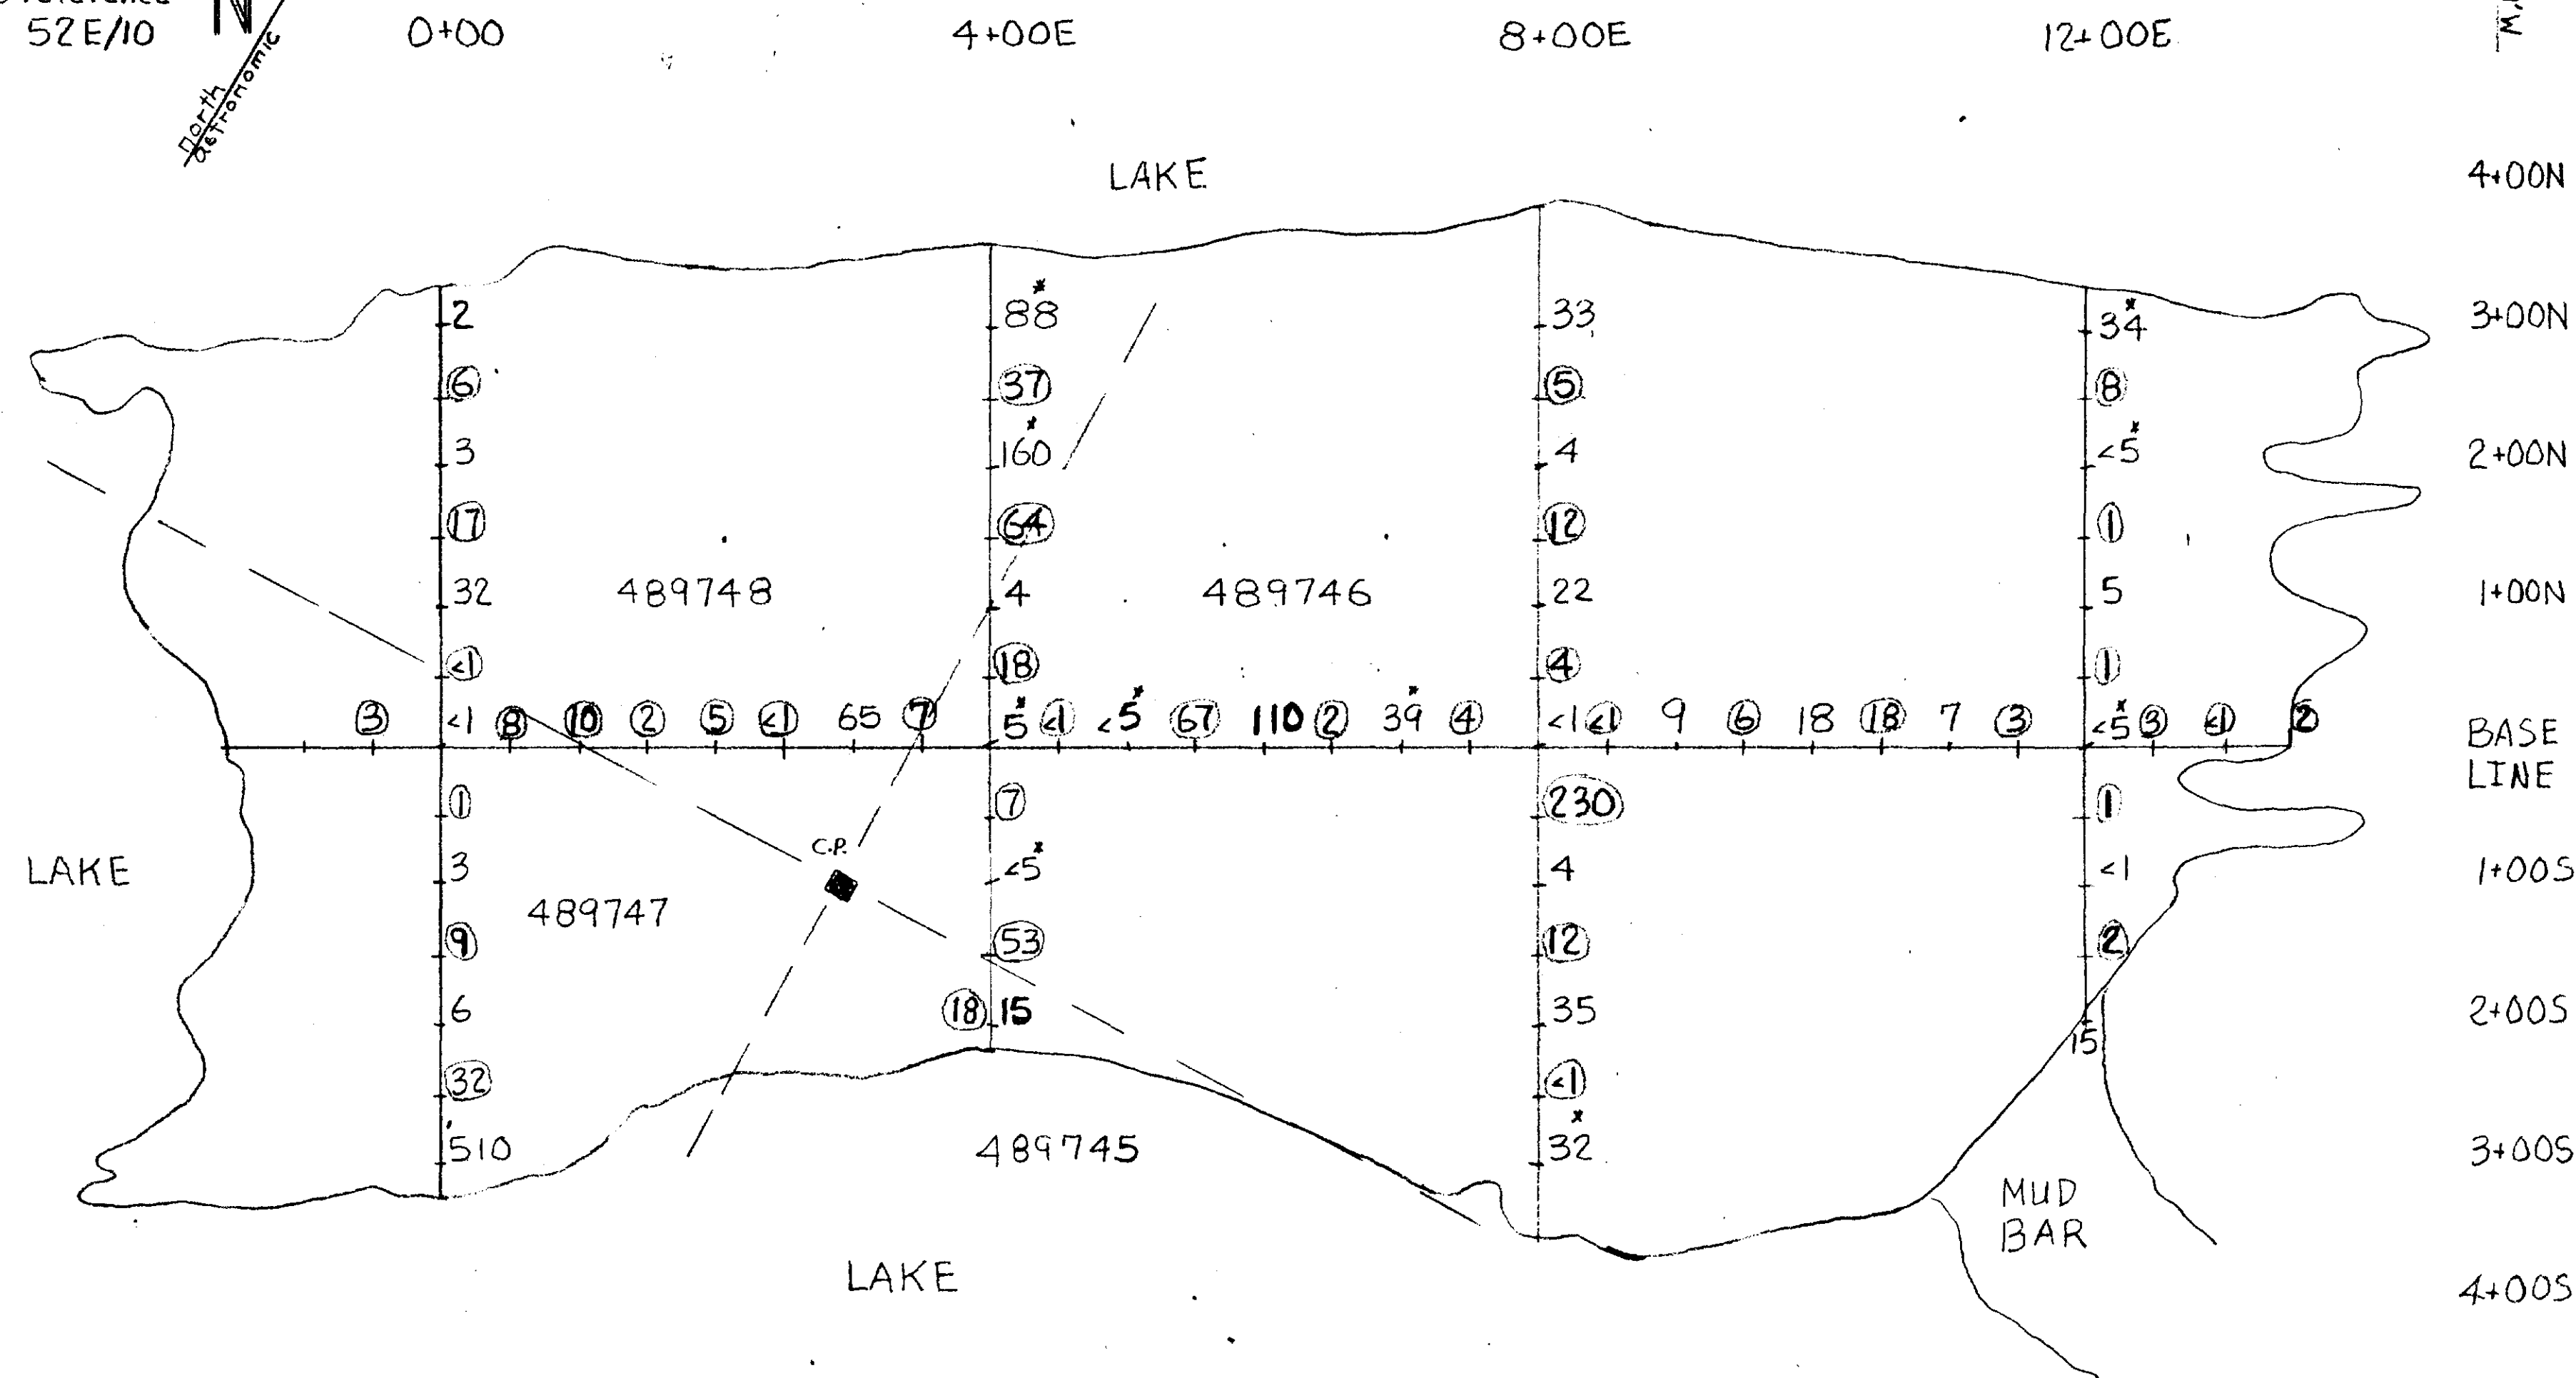 reference
52E/10
N
north
astronomic
0+00 4+00E 8+00E 12+00E
LAKE
4+00N
2 88* 33 34* 3+00N
6 37 5 8
3 160* 4 <5* 2+00N
17 64 12 1
32 489748 4 489746 22 5 1+00N
<1 18 4 1
3 <1 8 10 2 5 <1 65 7 5* <1 <5* 67 110 2 39* 4 <1 <1 9 6 18 18 7 3 <5* 3 <1 2 BASE
LINE
1 7 230 1
C.P.
LAKE 3 <5* 4 <1 1+00S
489747
9 53 12 2
6 18 15 35 2+00S
15
32 <1
510 489745 32* 3+00S
MUD
BAR
LAKE 4+00S